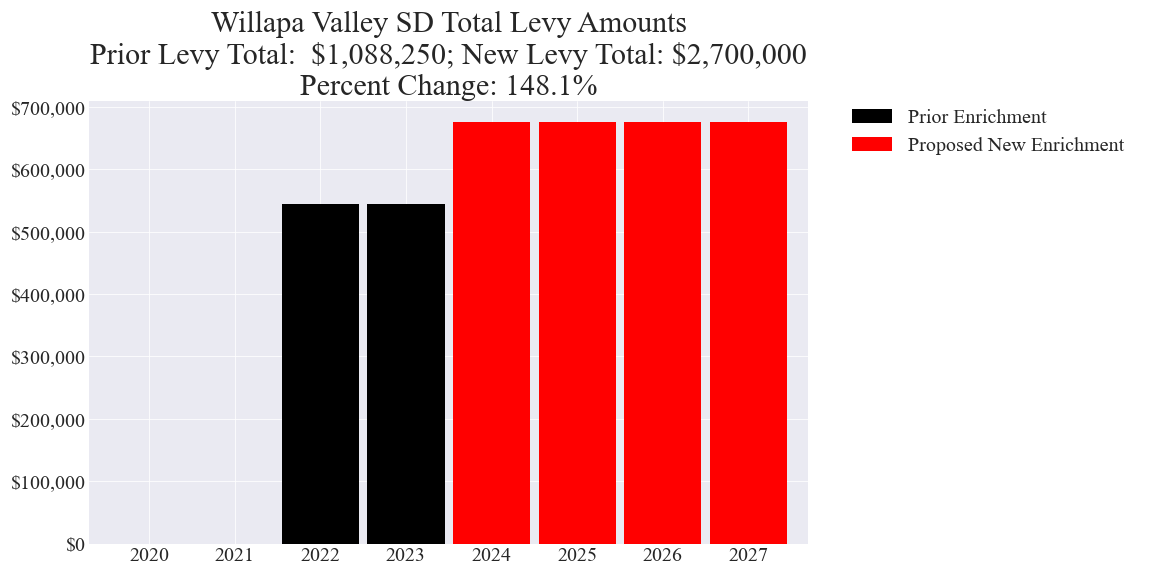 Willapa Valley SD Total Levy Amounts
Prior Levy Total:  $1,088,250; New Levy Total: $2,700,000
Percent Change: 148.1%
$700,000
$600,000
$500,000
$400,000
$300,000
$200,000
$100,000
$0
2020 2021 2022 2023 2024 2025 2026 2027
Prior Enrichment
Proposed New Enrichment